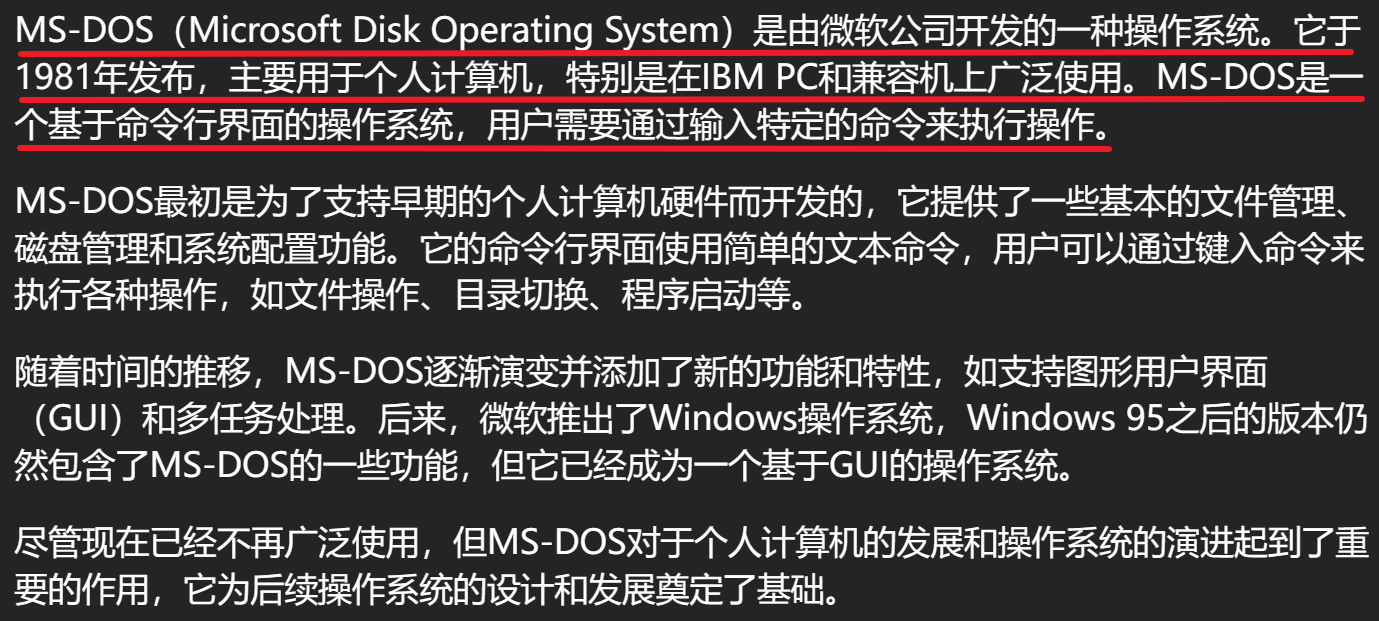 MS-DOS（Microsoft Disk Operating System）是由微软公司开发的一种操作系统。它于
1981年发布，主要用于个人计算机，特别是在IBM PC和兼容机上广泛使用。MS-DOS是一
个基于命令行界面的操作系统，用户需要通过输入特定的命令来执行操作。
MS-DOS最初是为了支持早期的个人计算机硬件而开发的，它提供了一些基本的文件管理、
磁盘管理和系统配置功能。它的命令行界面使用简单的文本命令，用户可以通过键入命令来
执行各种操作，如文件操作、目录切换、程序启动等。
随着时间的推移，MS-DOS逐渐演变并添加了新的功能和特性，如支持图形用户界面
（GUI）和多任务处理。后来，微软推出了Windows操作系统，Windows 95之后的版本仍
然包含了MS-DOS的一些功能，但它已经成为一个基于GUI的操作系统。
尽管现在已经不再广泛使用，但MS-DOS对于个人计算机的发展和操作系统的演进起到了重
要的作用，它为后续操作系统的设计和发展奠定了基础。